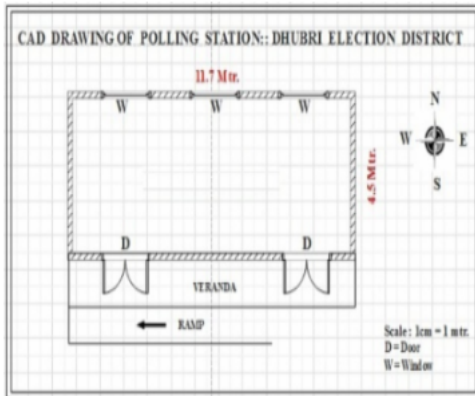 CAD DRAWING OF POLLING STATION:: DHUBRI ELECTION DISTRICT
11.7 Mtr.
W W W
N
W E
S
4.5 Mtr.
D D
VERANDA
RAMP
Scale: 1cm = 1 mtr.
D=Door
W=Window